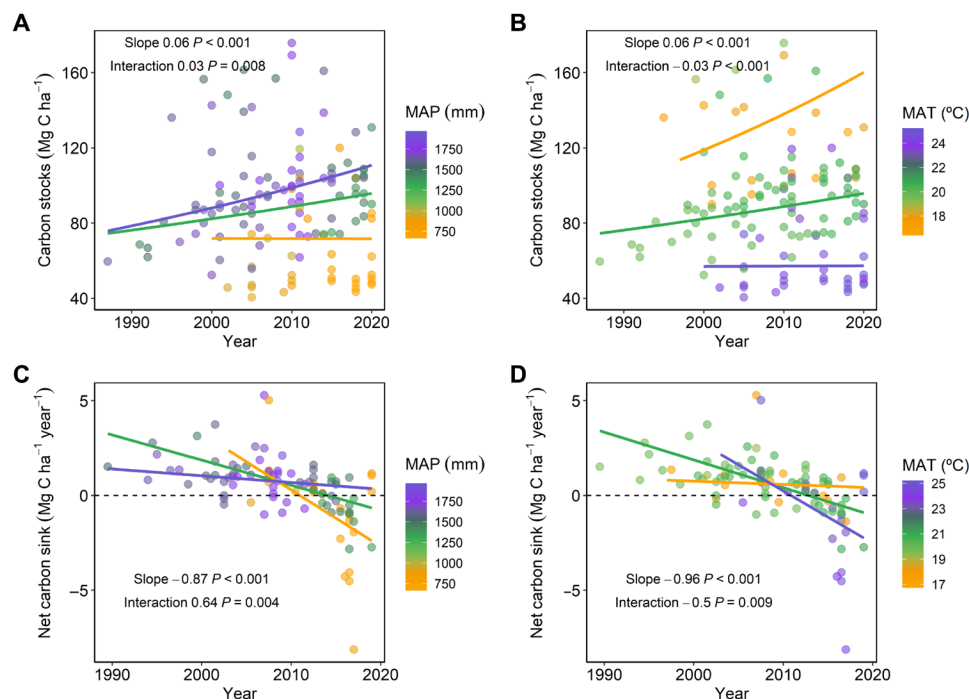 A
Slope 0.06 P < 0.001
Interaction 0.03 P = 0.008
Carbon stocks (Mg C ha⁻¹)
160
120
80
40
1990
2000
2010
2020
Year
MAP (mm)
1750
1500
1250
1000
750
B
Slope 0.06 P < 0.001
Interaction −0.03 P < 0.001
Carbon stocks (Mg C ha⁻¹)
160
120
80
40
1990
2000
2010
2020
Year
MAT (ºC)
24
22
20
18
C
Net carbon sink (Mg C ha⁻¹ year⁻¹)
5
0
−5
Slope −0.87 P < 0.001
Interaction 0.64 P = 0.004
1990
2000
2010
2020
Year
MAP (mm)
1750
1500
1250
1000
750
D
Net carbon sink (Mg C ha⁻¹ year⁻¹)
5
0
−5
Slope −0.96 P < 0.001
Interaction −0.5 P = 0.009
1990
2000
2010
2020
Year
MAT (ºC)
25
23
21
19
17